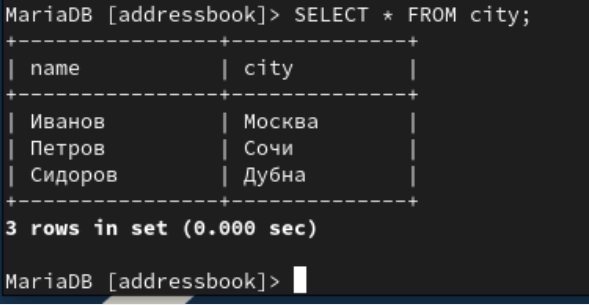 MariaDB [addressbook]> SELECT * FROM city;
+----------------+--------------+
| name           | city         |
+----------------+--------------+
| Иванов         | Москва       |
| Петров         | Сочи         |
| Сидоров        | Дубна        |
+----------------+--------------+
3 rows in set (0.000 sec)
MariaDB [addressbook]>